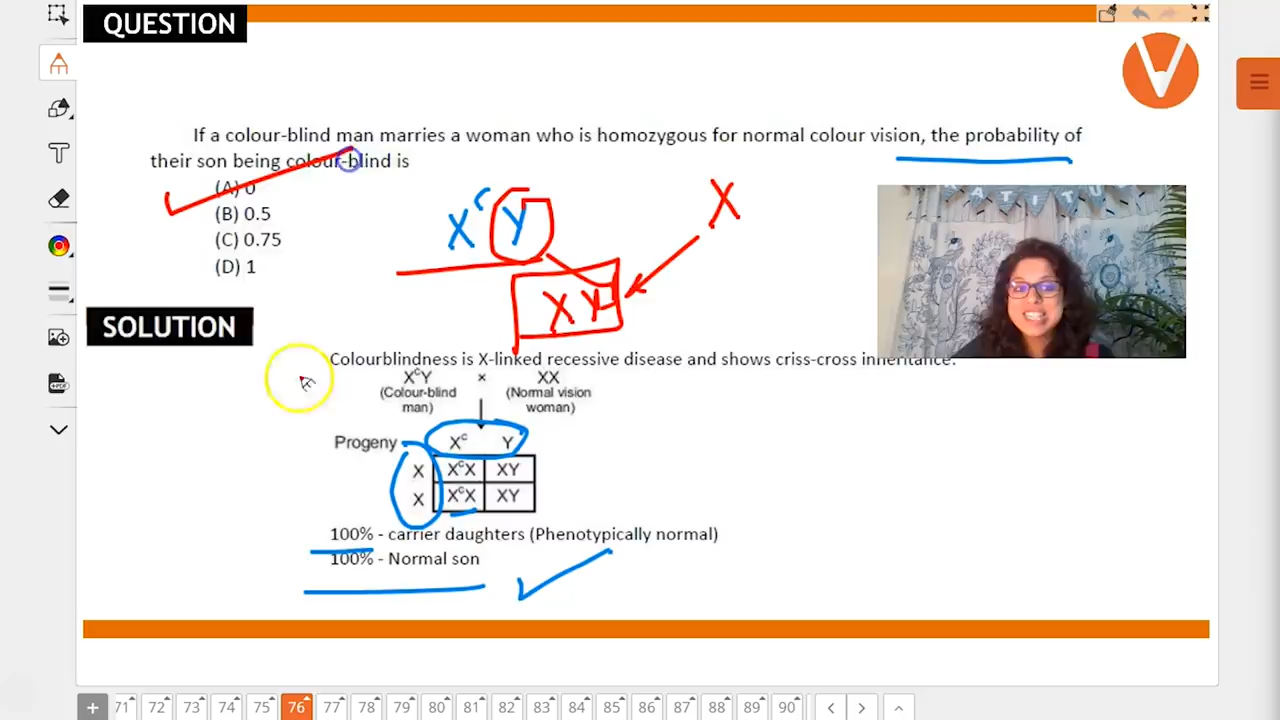 QUESTION
If a colour-blind man marries a woman who is homozygous for normal colour vision, the probability of
their son being colour-blind is
(A) 0
(B) 0.5
(C) 0.75
(D) 1
X^c Y
X
X Y
SOLUTION
Colourblindness is X-linked recessive disease and shows criss-cross inheritance.
X^cY × XX
(Colour-blind man) (Normal vision woman)
Progeny X^c Y
X X^cX XY
X X^cX XY
100% - carrier daughters (Phenotypically normal)
100% - Normal son
71 72 73 74 75 76 77 78 79 80 81 82 83 84 85 86 87 88 89 90